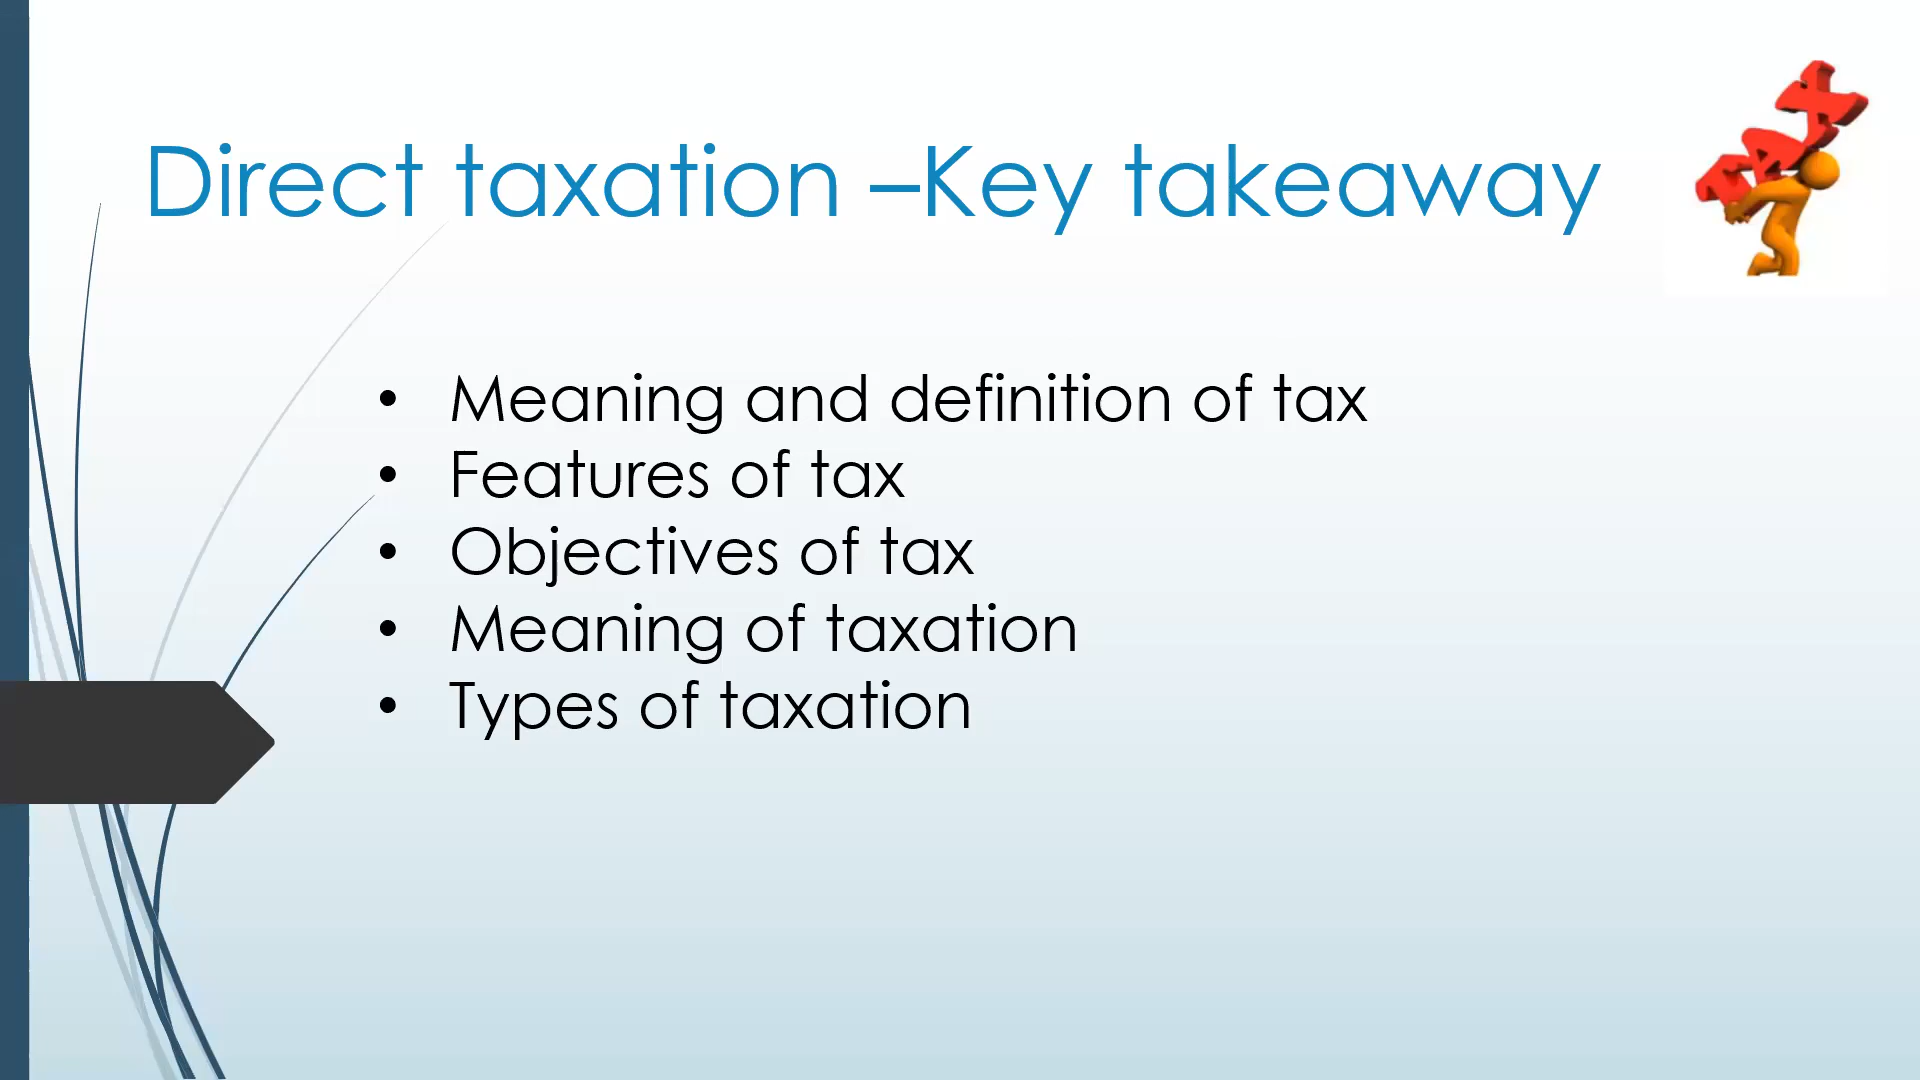 Direct taxation –Key takeaway
TAX
• Meaning and definition of tax
• Features of tax
• Objectives of tax
• Meaning of taxation
• Types of taxation